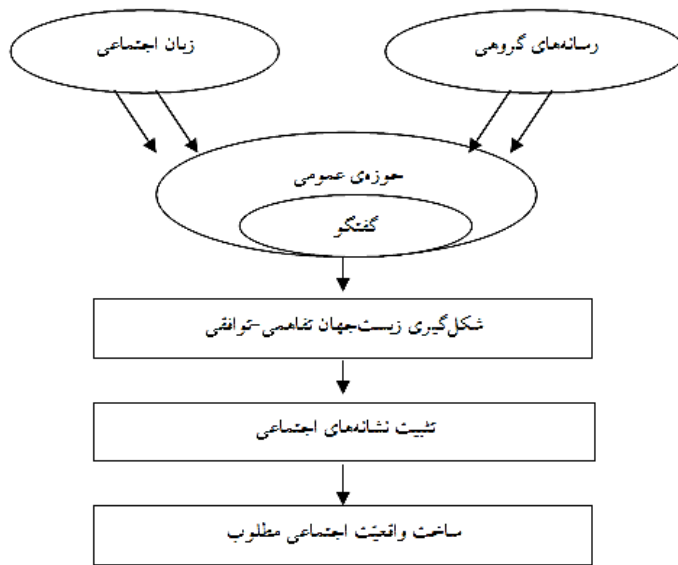 رسانه‌های گروهی
زبان اجتماعی
حوزه‌ی عمومی
گفتگو
شکل‌گیری زیست‌جهان تفاهمی-توافقی
تثبیت نشانه‌های اجتماعی
ساخت واقعیّت اجتماعی مطلوب